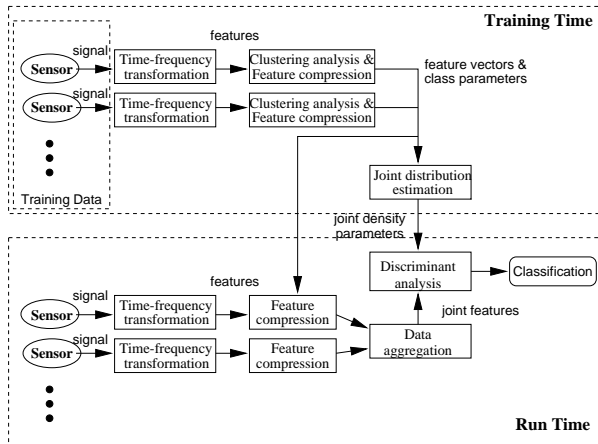 Training Time
signal
features
Sensor
Time-frequency
transformation
Clustering analysis &
Feature compression
feature vectors &
class parameters
signal
Sensor
Time-frequency
transformation
Clustering analysis &
Feature compression
Training Data
Joint distribution
estimation
joint density
parameters
Discriminant
analysis
Classification
signal
features
Sensor
Time-frequency
transformation
Feature
compression
joint features
signal
Sensor
Time-frequency
transformation
Feature
compression
Data
aggregation
Run Time